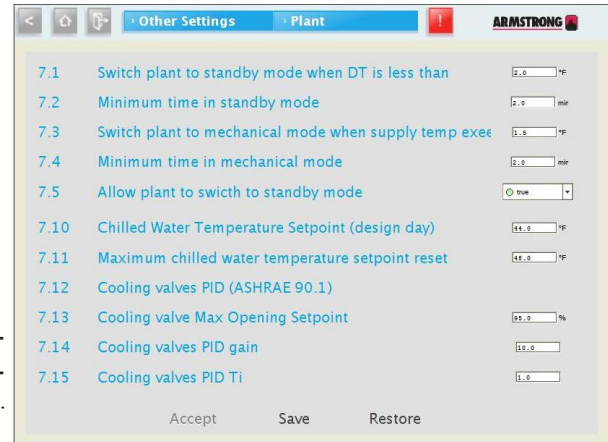 › Other Settings › Plant ! ARMSTRONG
7.1 Switch plant to standby mode when DT is less than 2.0 °F
7.2 Minimum time in standby mode 2.0 min
7.3 Switch plant to mechanical mode when supply temp exee 1.5 °F
7.4 Minimum time in mechanical mode 2.0 min
7.5 Allow plant to swicth to standby mode true
7.10 Chilled Water Temperature Setpoint (design day) 44.0 °F
7.11 Maximum chilled water temperature setpoint reset 48.0 °F
7.12 Cooling valves PID (ASHRAE 90.1)
7.13 Cooling valve Max Opening Setpoint 95.0 %
7.14 Cooling valves PID gain 10.0
7.15 Cooling valves PID Ti 1.0
Accept Save Restore